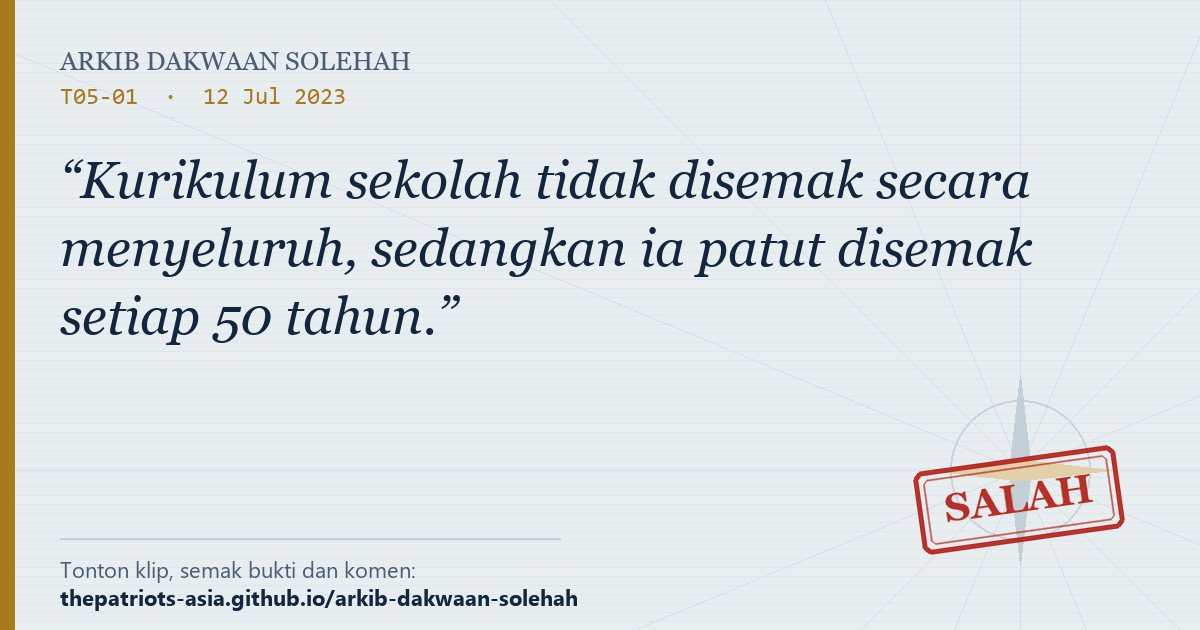 ARKIB DAKWAAN SOLEHAH
T05-01 · 12 Jul 2023
“Kurikulum sekolah tidak disemak secara
menyeluruh, sedangkan ia patut disemak
setiap 50 tahun.”
SALAH
Tonton klip, semak bukti dan komen:
thepatriots-asia.github.io/arkib-dakwaan-solehah